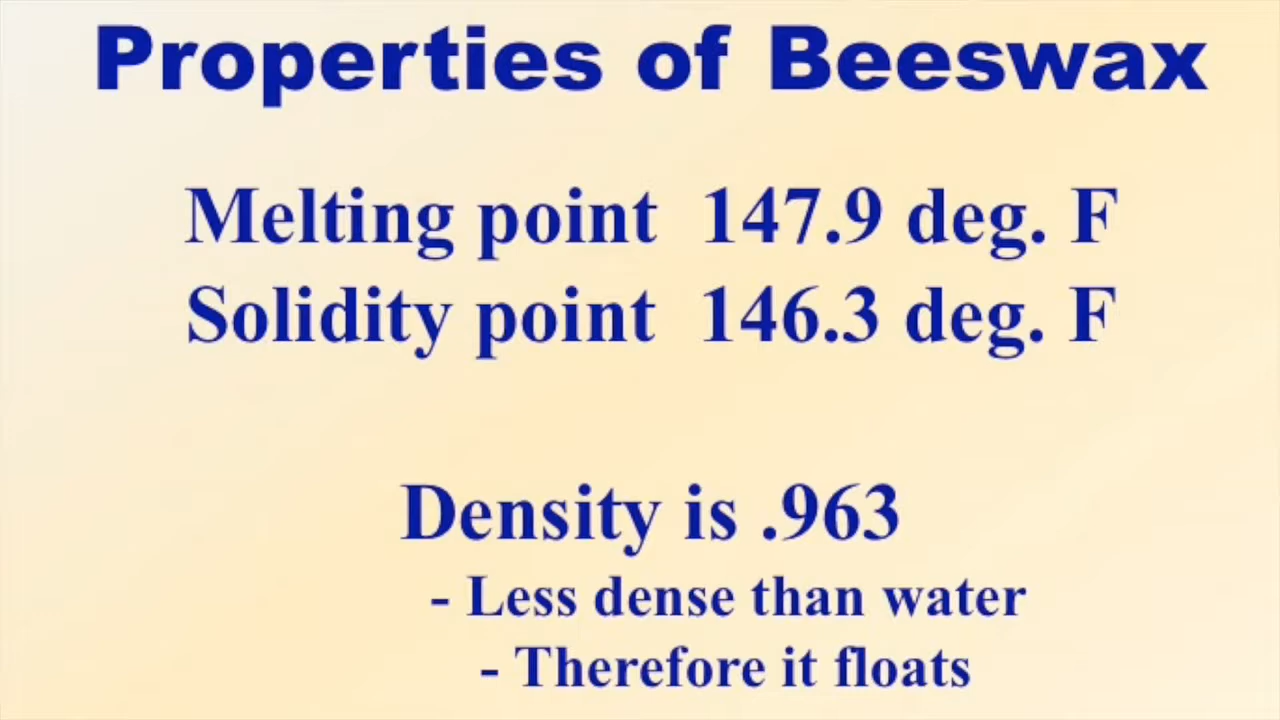 Properties of Beeswax
Melting point 147.9 deg. F
Solidity point 146.3 deg. F
Density is .963
- Less dense than water
- Therefore it floats